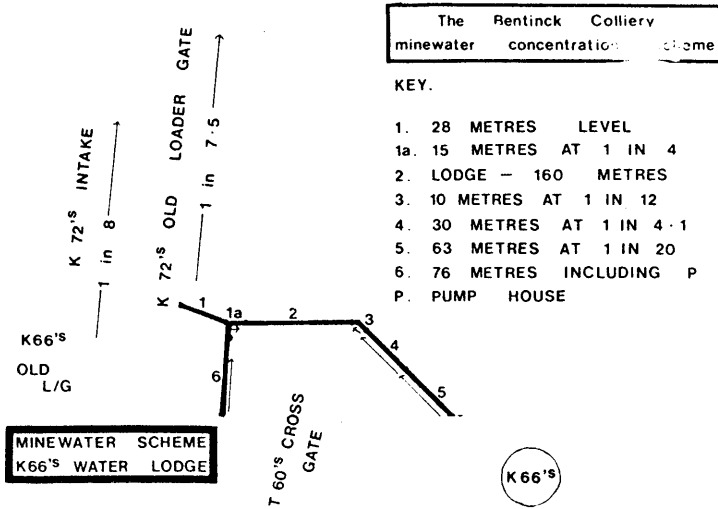 The Bentinck Colliery
minewater concentration scheme
KEY.
1. 28 METRES LEVEL
1a. 15 METRES AT 1 IN 4
2. LODGE — 160 METRES
3. 10 METRES AT 1 IN 12
4. 30 METRES AT 1 IN 4·1
5. 63 METRES AT 1 IN 20
6. 76 METRES INCLUDING P
P. PUMP HOUSE
K 72'S INTAKE
1 in 8
K 72'S OLD LOADER GATE
1 in 7·5
1
1a
2
3
4
5
6
K66'S
OLD
L/G
T 60'S CROSS
GATE
MINEWATER SCHEME
K66'S WATER LODGE
K66'S